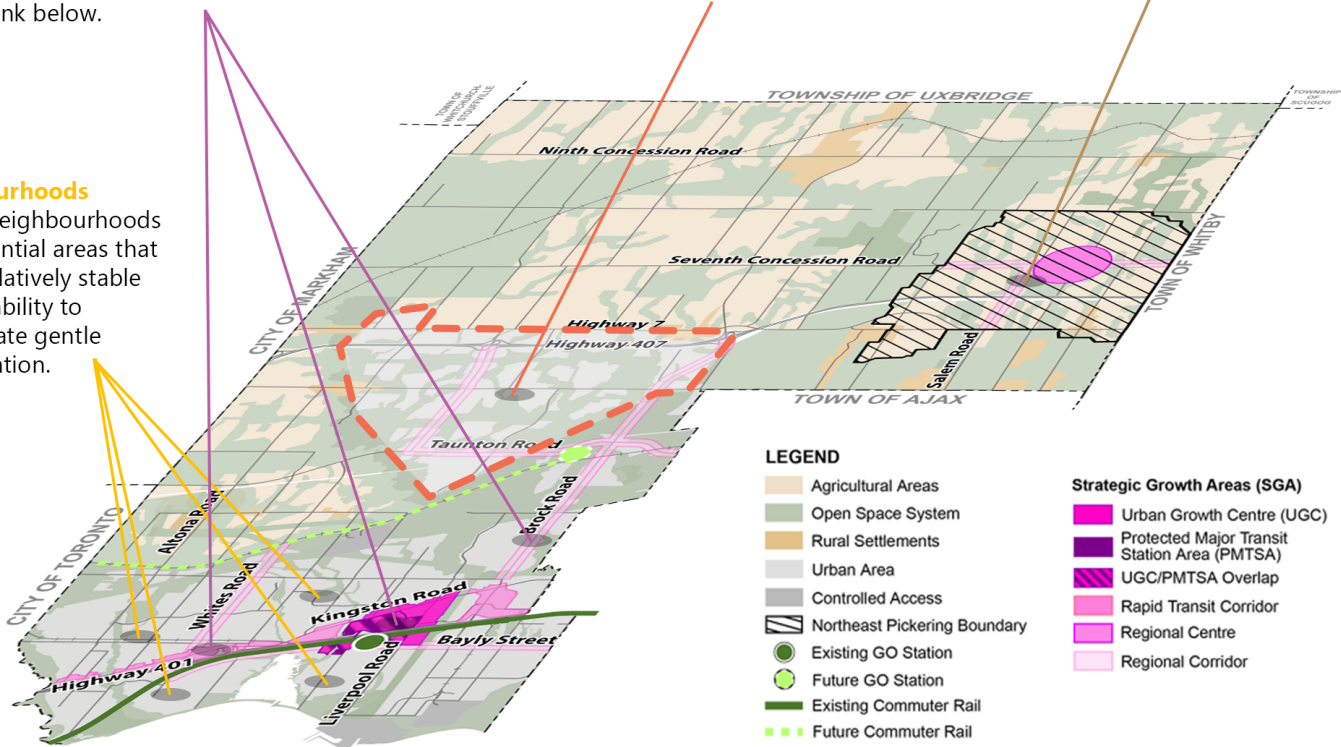 nk below.
urhoods
eighbourhoods
ntial areas that
latively stable
bility to
ate gentle
tion.
TOWN OF WHITCHURCH-STOUFFVILLE
TOWNSHIP OF UXBRIDGE
TOWNSHIP OF SCUGOG
Ninth Concession Road
Seventh Concession Road
TOWN OF WHITBY
CITY OF MARKHAM
Highway 7
Highway 407
Salem Road
TOWN OF AJAX
Taunton Road
Brock Road
Altona Road
CITY OF TORONTO
Whites Road
Kingston Road
Bayly Street
Highway 401
Liverpool Road
LEGEND
Agricultural Areas
Open Space System
Rural Settlements
Urban Area
Controlled Access
Northeast Pickering Boundary
Existing GO Station
Future GO Station
Existing Commuter Rail
Future Commuter Rail
Strategic Growth Areas (SGA)
Urban Growth Centre (UGC)
Protected Major Transit
Station Area (PMTSA)
UGC/PMTSA Overlap
Rapid Transit Corridor
Regional Centre
Regional Corridor